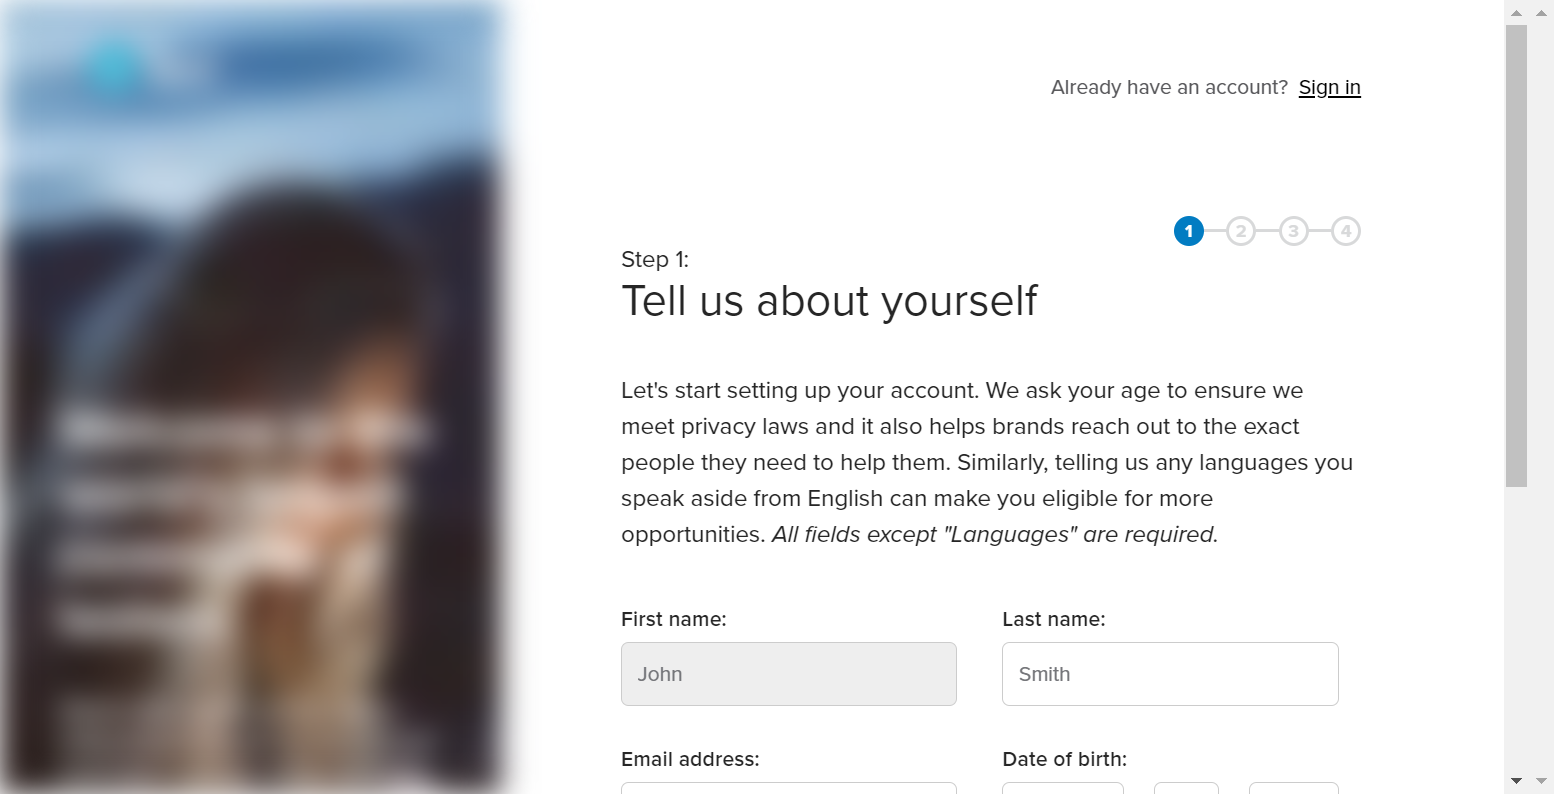 Already have an account? Sign in
1 2 3 4
Step 1:
Tell us about yourself
Let's start setting up your account. We ask your age to ensure we
meet privacy laws and it also helps brands reach out to the exact
people they need to help them. Similarly, telling us any languages you
speak aside from English can make you eligible for more
opportunities. All fields except "Languages" are required.
First name: Last name:
John Smith
Email address: Date of birth: